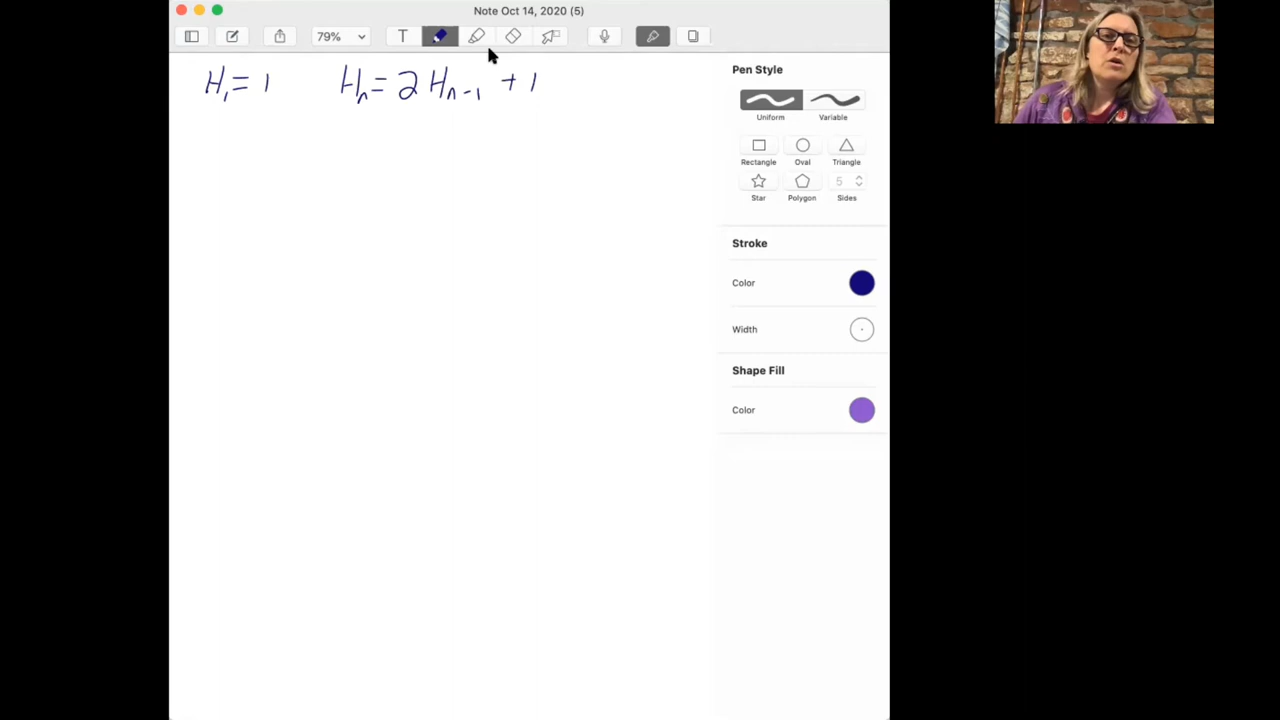 Note Oct 14, 2020 (5)
79% T
H₁ = 1 Hₙ = 2 Hₙ₋₁ + 1
Pen Style
Uniform Variable
Rectangle Oval Triangle
5
Star Polygon Sides
Stroke
Color
Width
Shape Fill
Color